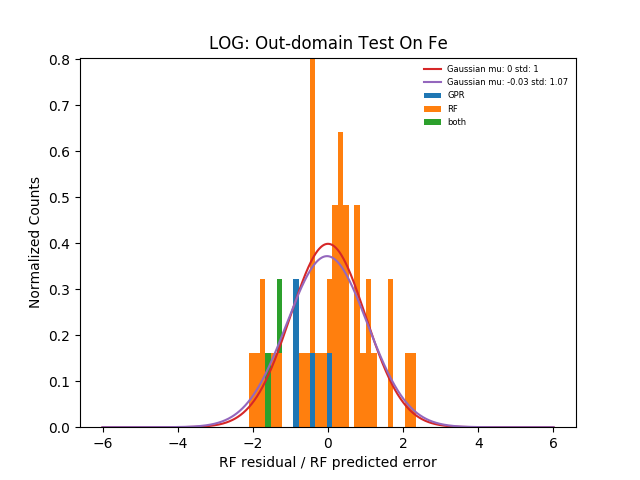 LOG: Out-domain Test On Fe
Gaussian mu: 0 std: 1
Gaussian mu: -0.03 std: 1.07
GPR
RF
both
Normalized Counts
0.8
0.7
0.6
0.5
0.4
0.3
0.2
0.1
0.0
−6 −4 −2 0 2 4 6
RF residual / RF predicted error